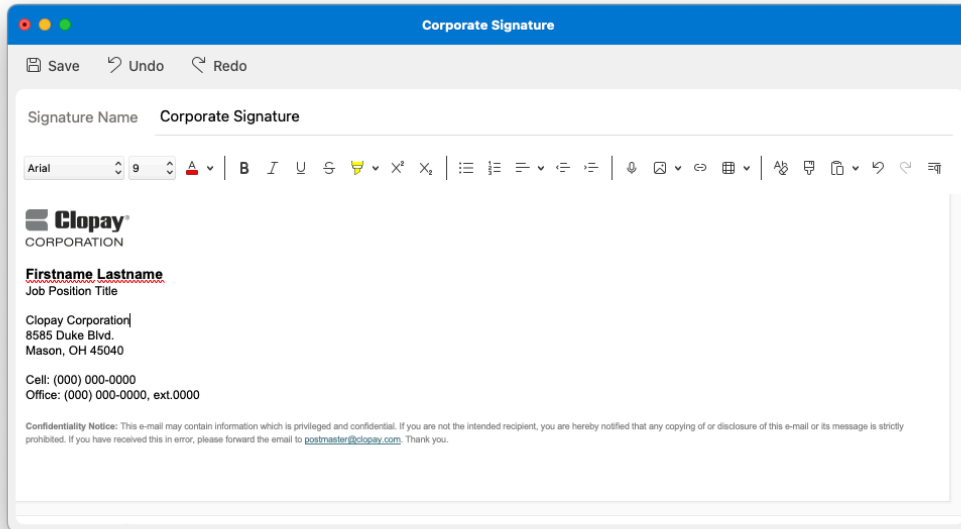 Corporate Signature
Save Undo Redo
Signature Name Corporate Signature
Arial 9 A B I U S X² X₂
Clopay®
CORPORATION
Firstname Lastname
Job Position Title
Clopay Corporation
8585 Duke Blvd.
Mason, OH 45040
Cell: (000) 000-0000
Office: (000) 000-0000, ext.0000
Confidentiality Notice: This e-mail may contain information which is privileged and confidential. If you are not the intended recipient, you are hereby notified that any copying of or disclosure of this e-mail or its message is strictly
prohibited. If you have received this in error, please forward the email to postmaster@clopay.com. Thank you.